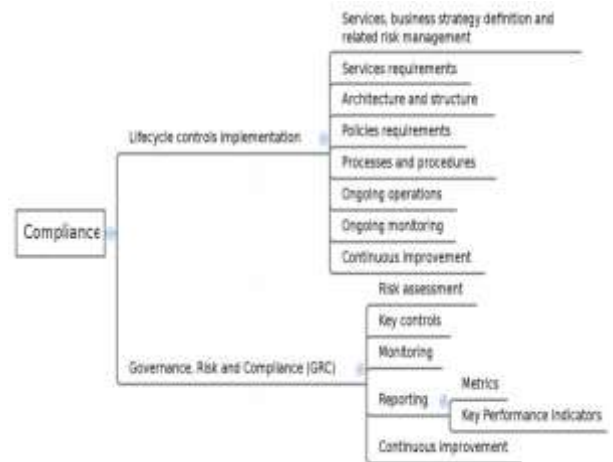 Services, business strategy definition and
related risk management
Services requirements
Architecture and structure
Lifecycle controls implementation
Policies requirements
Processes and procedures
Ongoing operations
Ongoing monitoring
Continuous improvement
Compliance
Risk assessment
Key controls
Monitoring
Governance, Risk and Compliance (GRC)
Reporting
Metrics
Key Performance Indicators
Continuous improvement